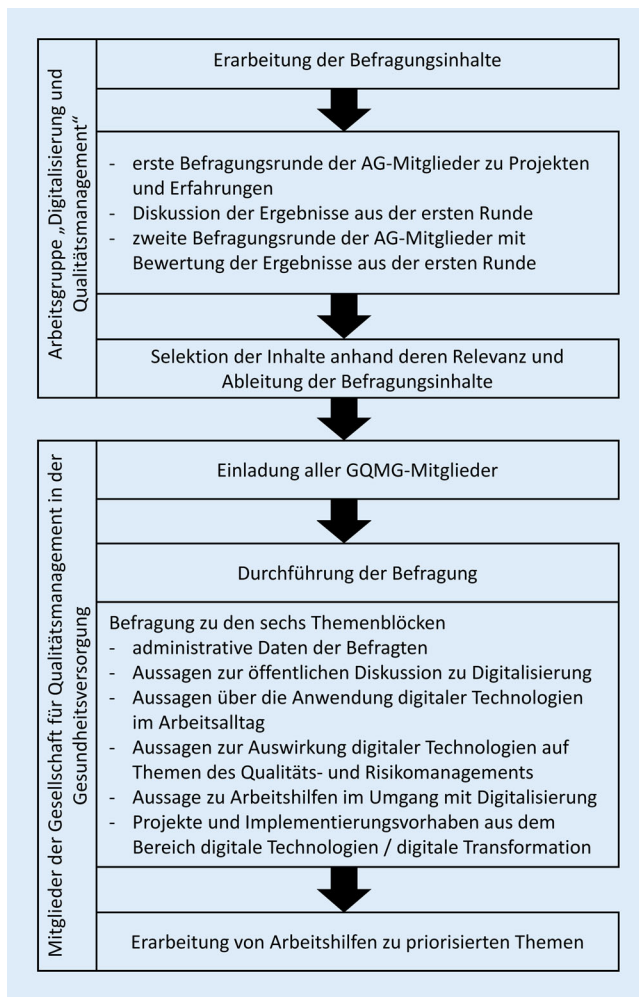 Arbeitsgruppe „Digitalisierung und
Qualitätsmanagement“
Erarbeitung der Befragungsinhalte
- erste Befragungsrunde der AG-Mitglieder zu Projekten
und Erfahrungen
- Diskussion der Ergebnisse aus der ersten Runde
- zweite Befragungsrunde der AG-Mitglieder mit
Bewertung der Ergebnisse aus der ersten Runde
Selektion der Inhalte anhand deren Relevanz und
Ableitung der Befragungsinhalte
Mitglieder der Gesellschaft für Qualitätsmanagement in der
Gesundheitsversorgung
Einladung aller GQMG-Mitglieder
Durchführung der Befragung
Befragung zu den sechs Themenblöcken
- administrative Daten der Befragten
- Aussagen zur öffentlichen Diskussion zu Digitalisierung
- Aussagen über die Anwendung digitaler Technologien
im Arbeitsalltag
- Aussagen zur Auswirkung digitaler Technologien auf
Themen des Qualitäts- und Risikomanagements
- Aussage zu Arbeitshilfen im Umgang mit Digitalisierung
- Projekte und Implementierungsvorhaben aus dem
Bereich digitale Technologien / digitale Transformation
Erarbeitung von Arbeitshilfen zu priorisierten Themen